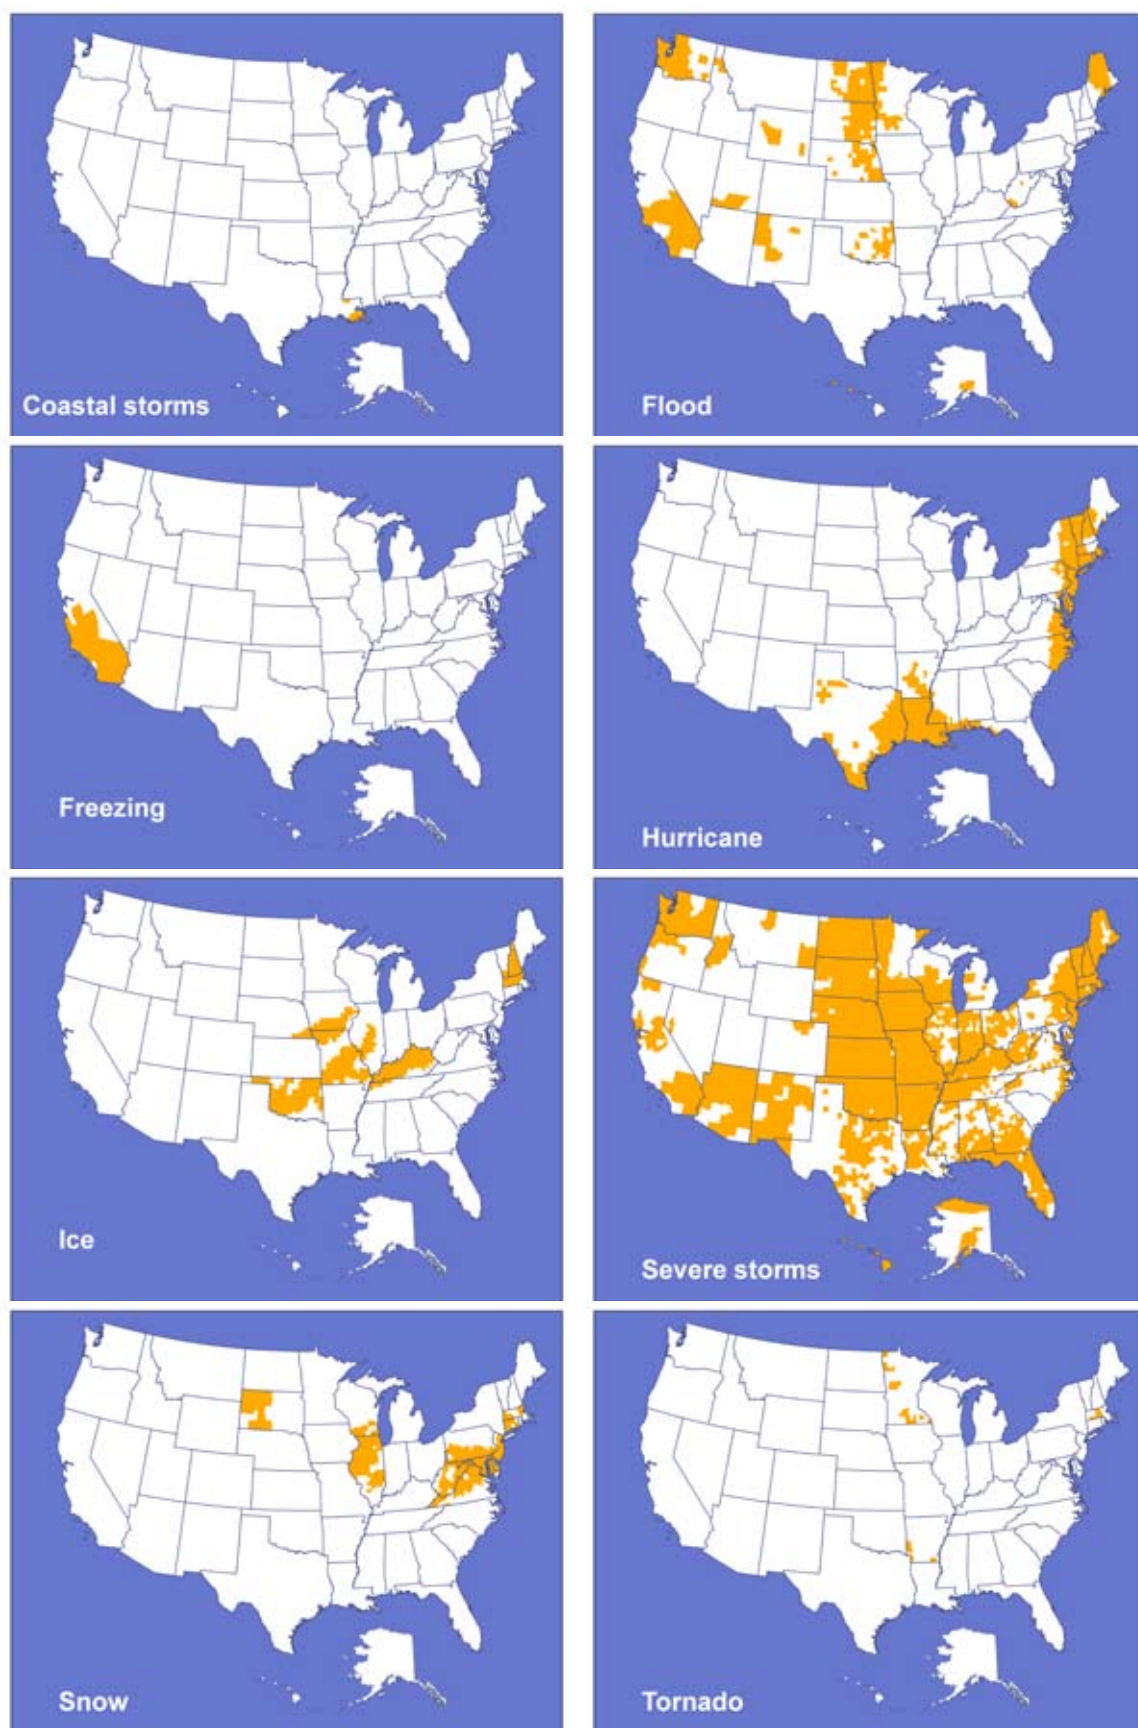 Coastal storms
Flood
Freezing
Hurricane
Ice
Severe storms
Snow
Tornado